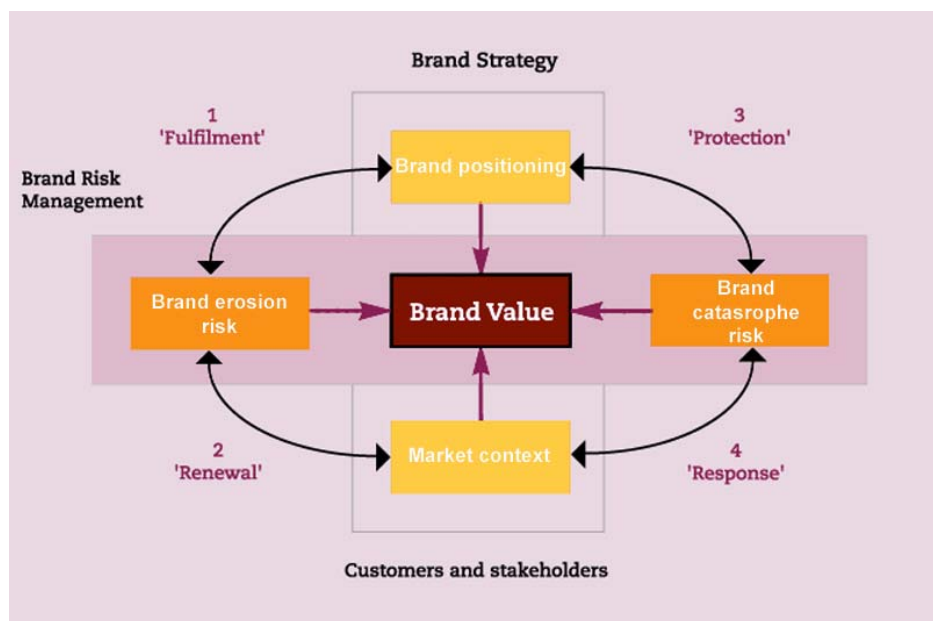 Brand Strategy
1
'Fulfilment'
3
'Protection'
Brand positioning
Brand Risk
Management
Brand erosion
risk
Brand Value
Brand
catasrophe
risk
2
'Renewal'
Market context
4
'Response'
Customers and stakeholders